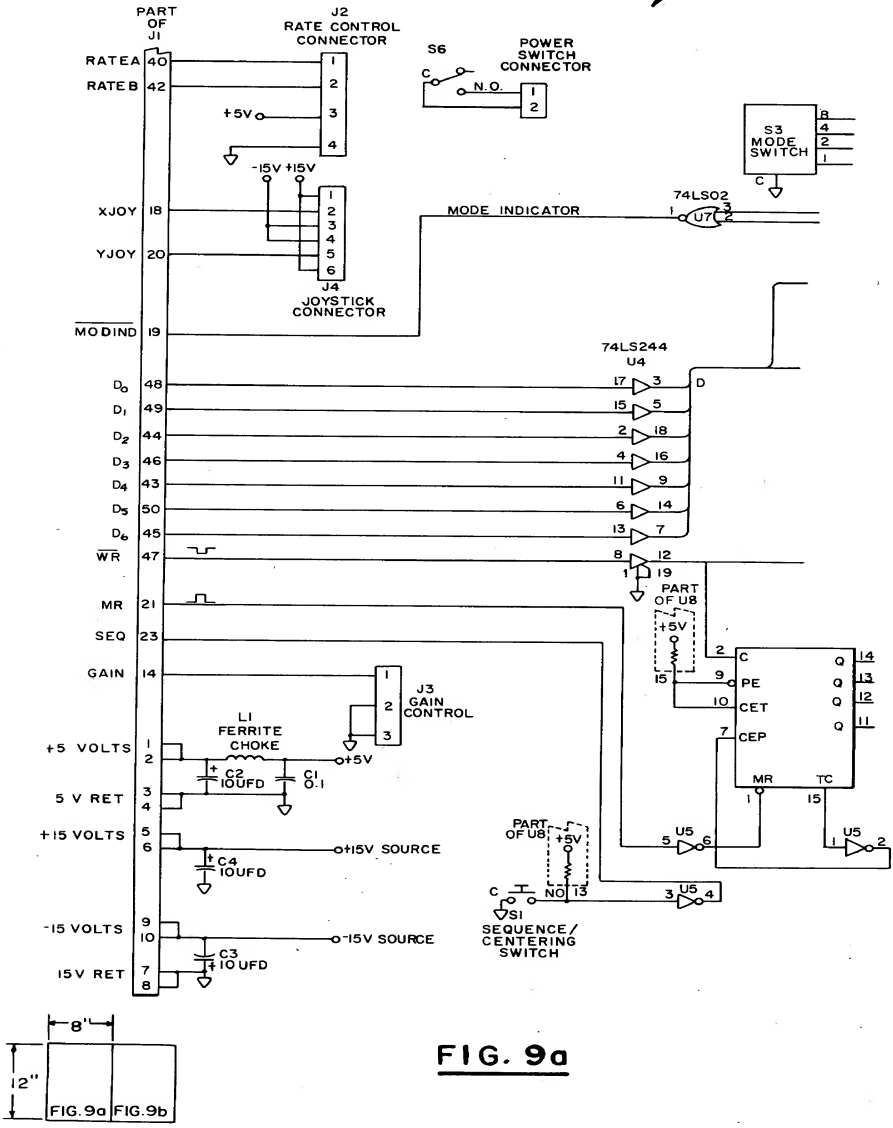 PART
OF
J1
J2
RATE CONTROL
CONNECTOR
S6
POWER
SWITCH
CONNECTOR
RATEA 40
1
RATEB 42
2
+5V
3
4
C
N.O.
1
2
S3
MODE
SWITCH
8
4
2
1
C
-15V +15V
1
XJOY 18
2
3
4
YJOY 20
5
6
J4
JOYSTICK
CONNECTOR
MODE INDICATOR
74LS02
1 U7 3
2
MODIND 19
74LS244
U4
D0 48
17 3
D
D1 49
15 5
D2 44
2 18
D3 46
4 16
D4 43
11 9
D5 50
6 14
D6 45
13 7
WR 47
8 12
1 19
MR 21
SEQ 23
PART
OF U8
+5V
15
2 C
9 PE
10 CET
7 CEP
Q 14
Q 13
Q 12
Q 11
MR
1
TC
15
GAIN 14
1
2
3
J3
GAIN
CONTROL
L1
FERRITE
CHOKE
+5 VOLTS 1
2
+5V
+
C2
10UFD
C1
0.1
5 V RET 3
4
+15 VOLTS 5
6
+15V SOURCE
+
C4
10UFD
-15 VOLTS 9
10
-15V SOURCE
C3
+ 10 UFD
15V RET 7
8
PART
OF U8
+5V
5 U5 6
1 U5 2
C
NO 13
3 U5 4
S1
SEQUENCE/
CENTERING
SWITCH
8"
12"
FIG. 9a FIG. 9b
FIG. 9a